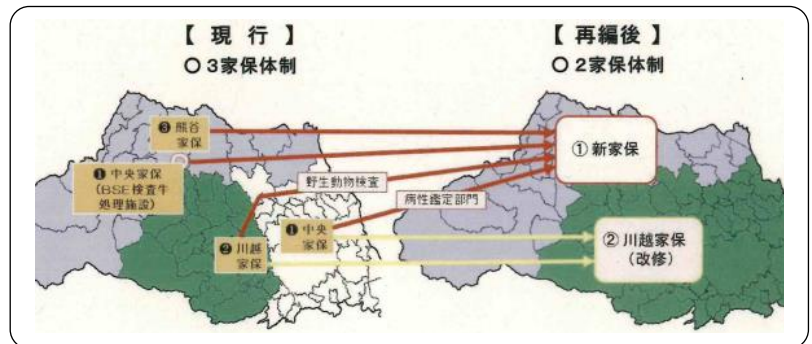 【 現 行 】
○ 3家保体制
【 再編後 】
○ 2家保体制
❸ 熊谷
家保
❶ 中央家保
(BSE検査牛
処理施設)
野生動物検査
病性鑑定部門
❷ 川越
家保
❶ 中央
家保
① 新家保
② 川越家保
(改修)